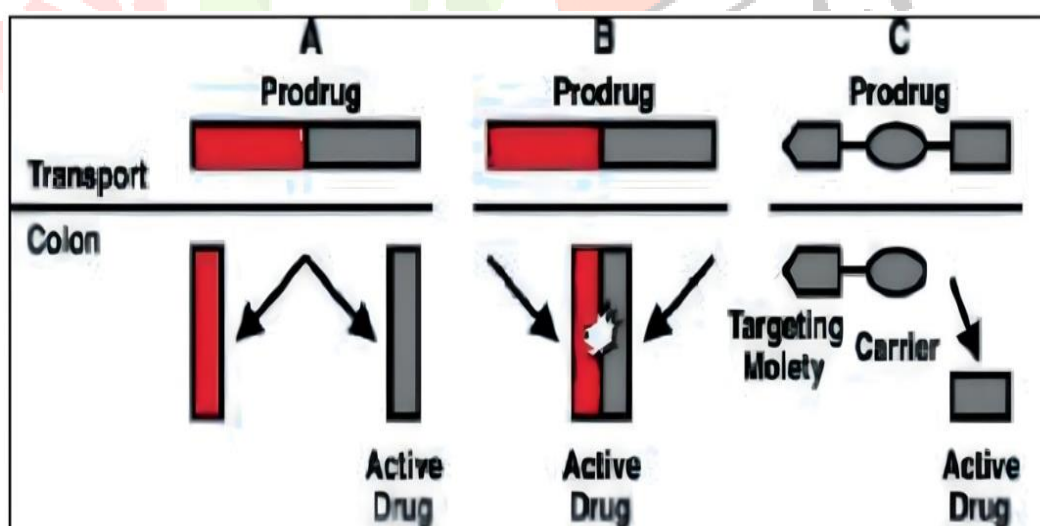 A
B
C
Prodrug
Prodrug
Prodrug
Transport
Colon
Targeting
Moiety
Carrier
Active
Drug
Active
Drug
Active
Drug